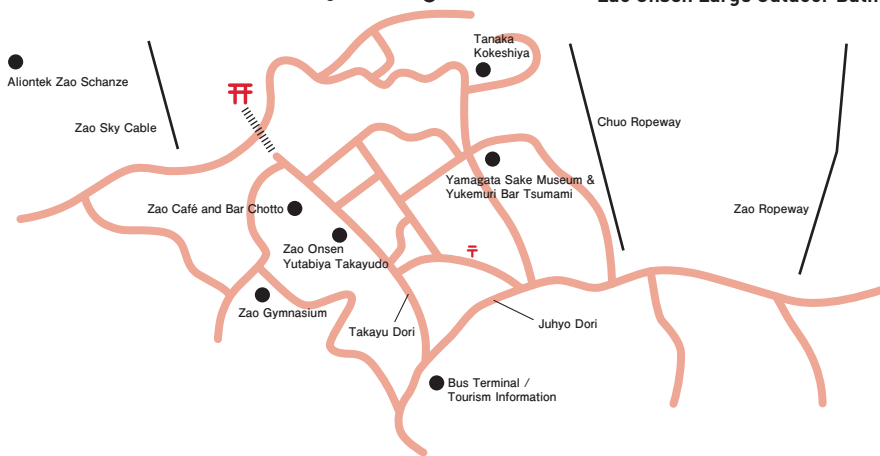 Zao Onsen Large Outdoor Bath
Tanaka
Kokeshiya
Aliontek Zao Schanze
Zao Sky Cable
Chuo Ropeway
Yamagata Sake Museum &
Yukemuri Bar Tsumami
Zao Café and Bar Chotto
Zao Ropeway
Zao Onsen
Yutabiya Takayudo
Zao Gymnasium
Takayu Dori
Juhyo Dori
Bus Terminal /
Tourism Information